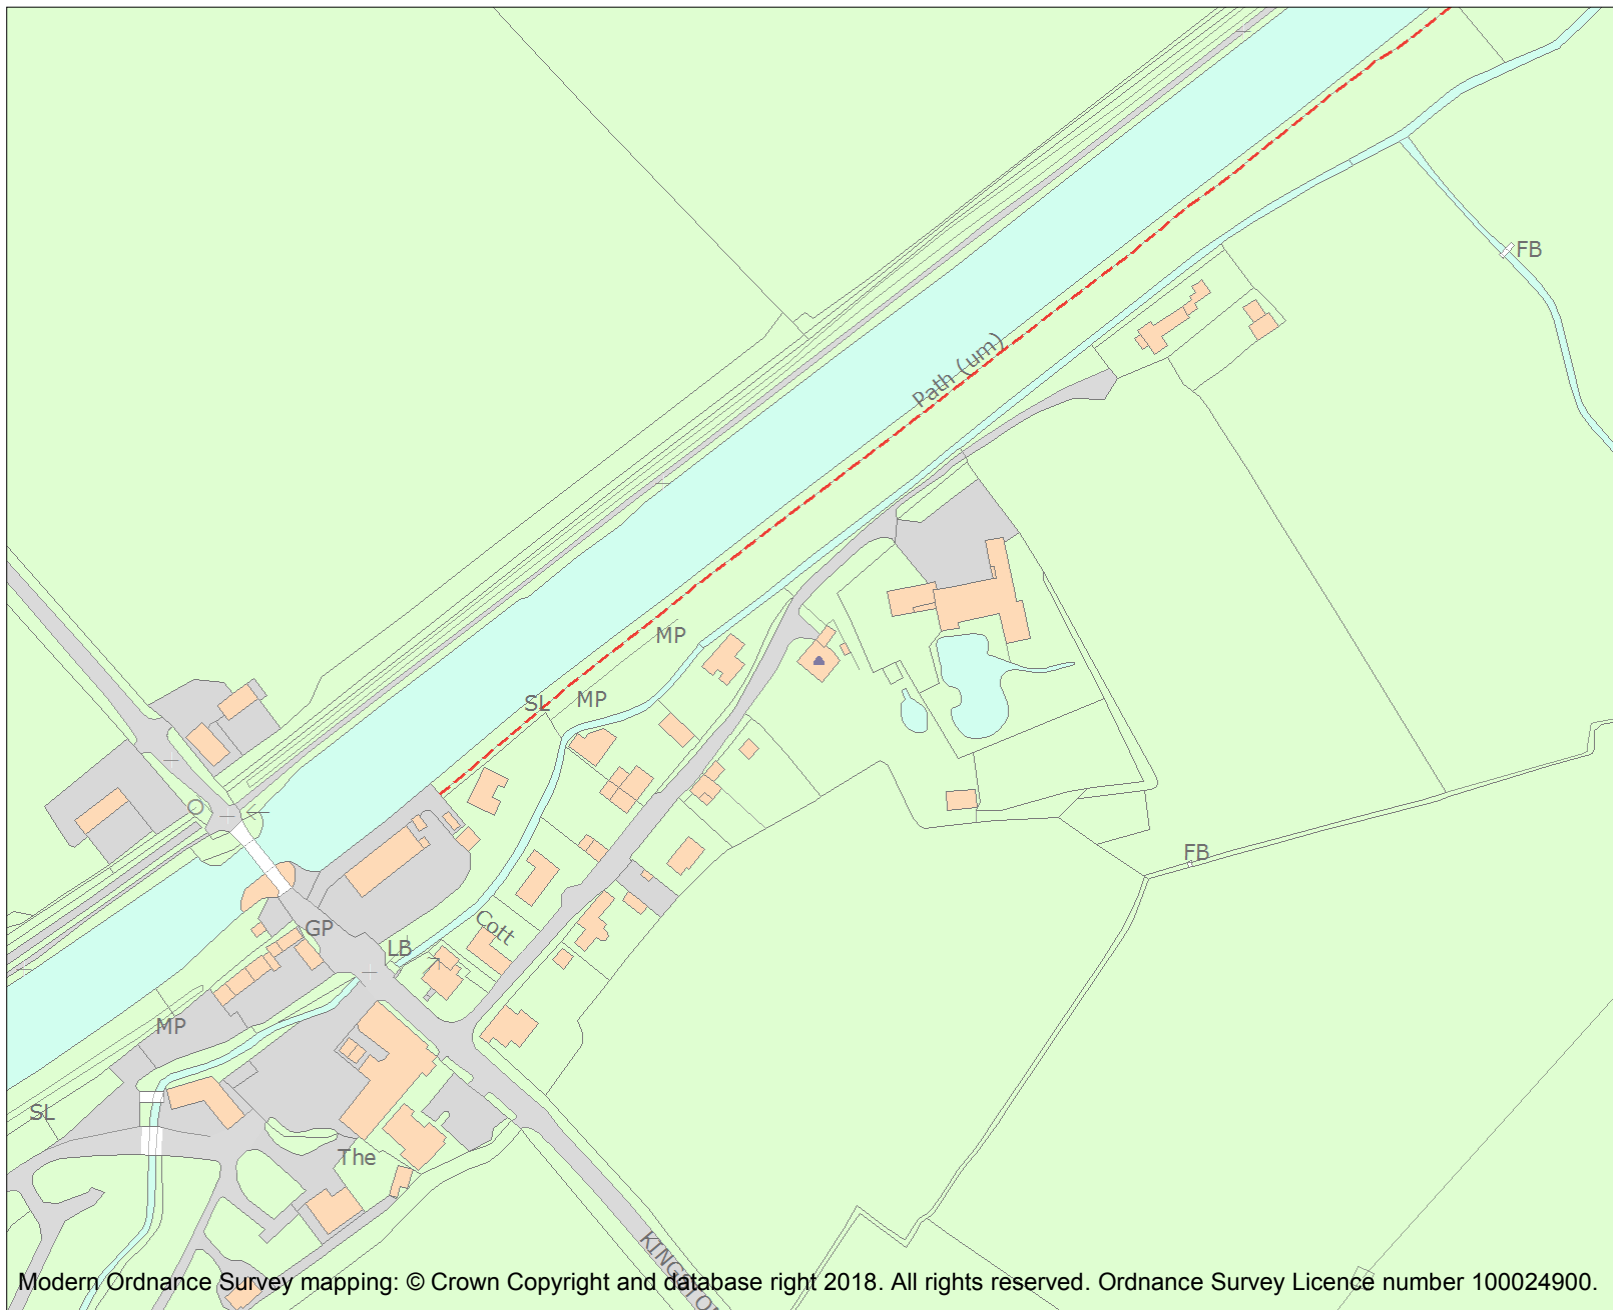 FB
Path (um)
MP
MP
SL
O
FB
GP
Cott
LB
MP
SL
The
KINGSTON
Modern Ordnance Survey mapping: © Crown Copyright and database right 2018. All rights reserved. Ordnance Survey Licence number 100024900.